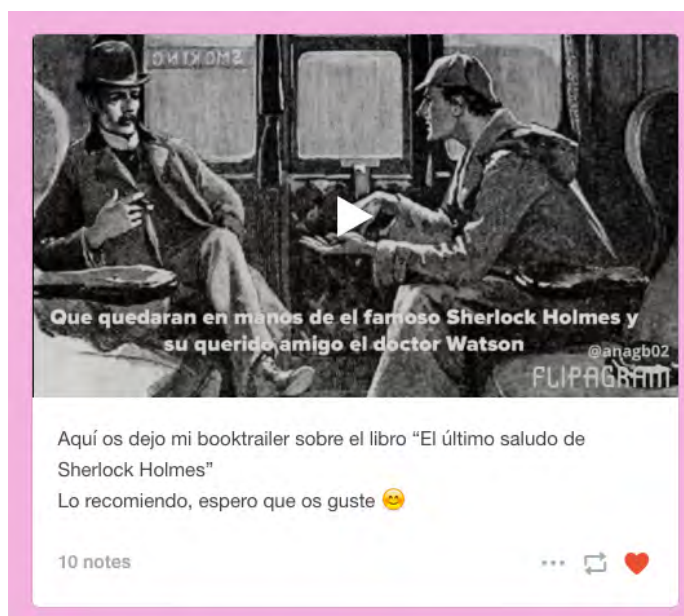 SMOKING
Que quedaran en manos de el famoso Sherlock Holmes y
su querido amigo el doctor Watson
@anagb02
FLIPAGRAM
Aquí os dejo mi booktrailer sobre el libro “El último saludo de
Sherlock Holmes”
Lo recomiendo, espero que os guste 😊
10 notes